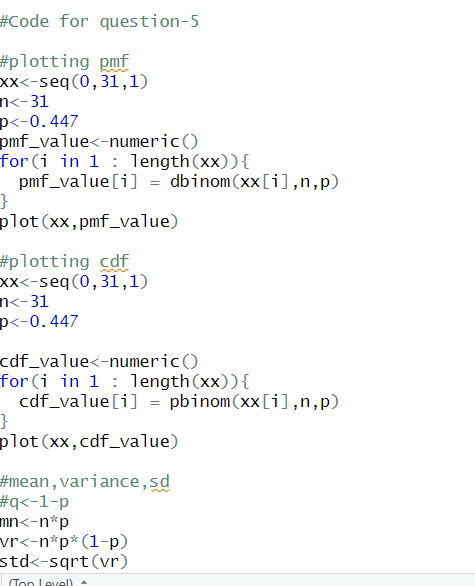 #Code for question-5
#plotting pmf
xx<-seq(0,31,1)
n<-31
p<-0.447
pmf_value<-numeric()
for(i in 1 : length(xx)){
  pmf_value[i] = dbinom(xx[i],n,p)
}
plot(xx,pmf_value)
#plotting cdf
xx<-seq(0,31,1)
n<-31
p<-0.447
cdf_value<-numeric()
for(i in 1 : length(xx)){
  cdf_value[i] = pbinom(xx[i],n,p)
}
plot(xx,cdf_value)
#mean,variance,sd
#q<-1-p
mn<-n*p
vr<-n*p*(1-p)
std<-sqrt(vr)
(Top Level)